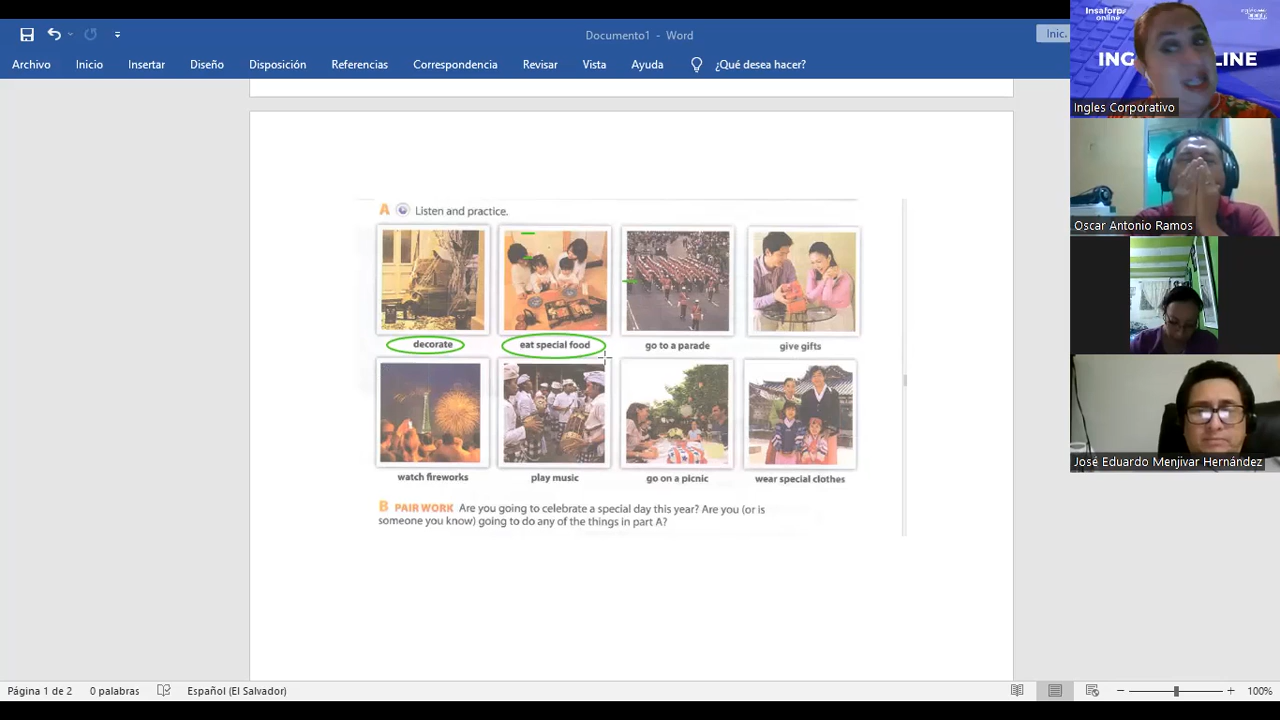 Documento1 - Word
Inic.
Archivo Inicio Insertar Diseño Disposición Referencias Correspondencia Revisar Vista Ayuda ¿Qué desea hacer?
Insaforp
online
ING LINE
Ingles Corporativo
Oscar Antonio Ramos
José Eduardo Menjivar Hernández
A Listen and practice.
decorate eat special food go to a parade give gifts
watch fireworks play music go on a picnic wear special clothes
B PAIR WORK Are you going to celebrate a special day this year? Are you (or is
someone you know) going to do any of the things in part A?
Página 1 de 2 0 palabras Español (El Salvador) 100%